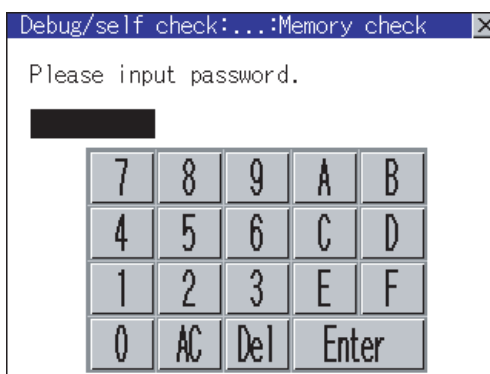 Debug/self check:...:Memory check ×
Please input password.
7 8 9 A B
4 5 6 C D
1 2 3 E F
0 AC Del Enter